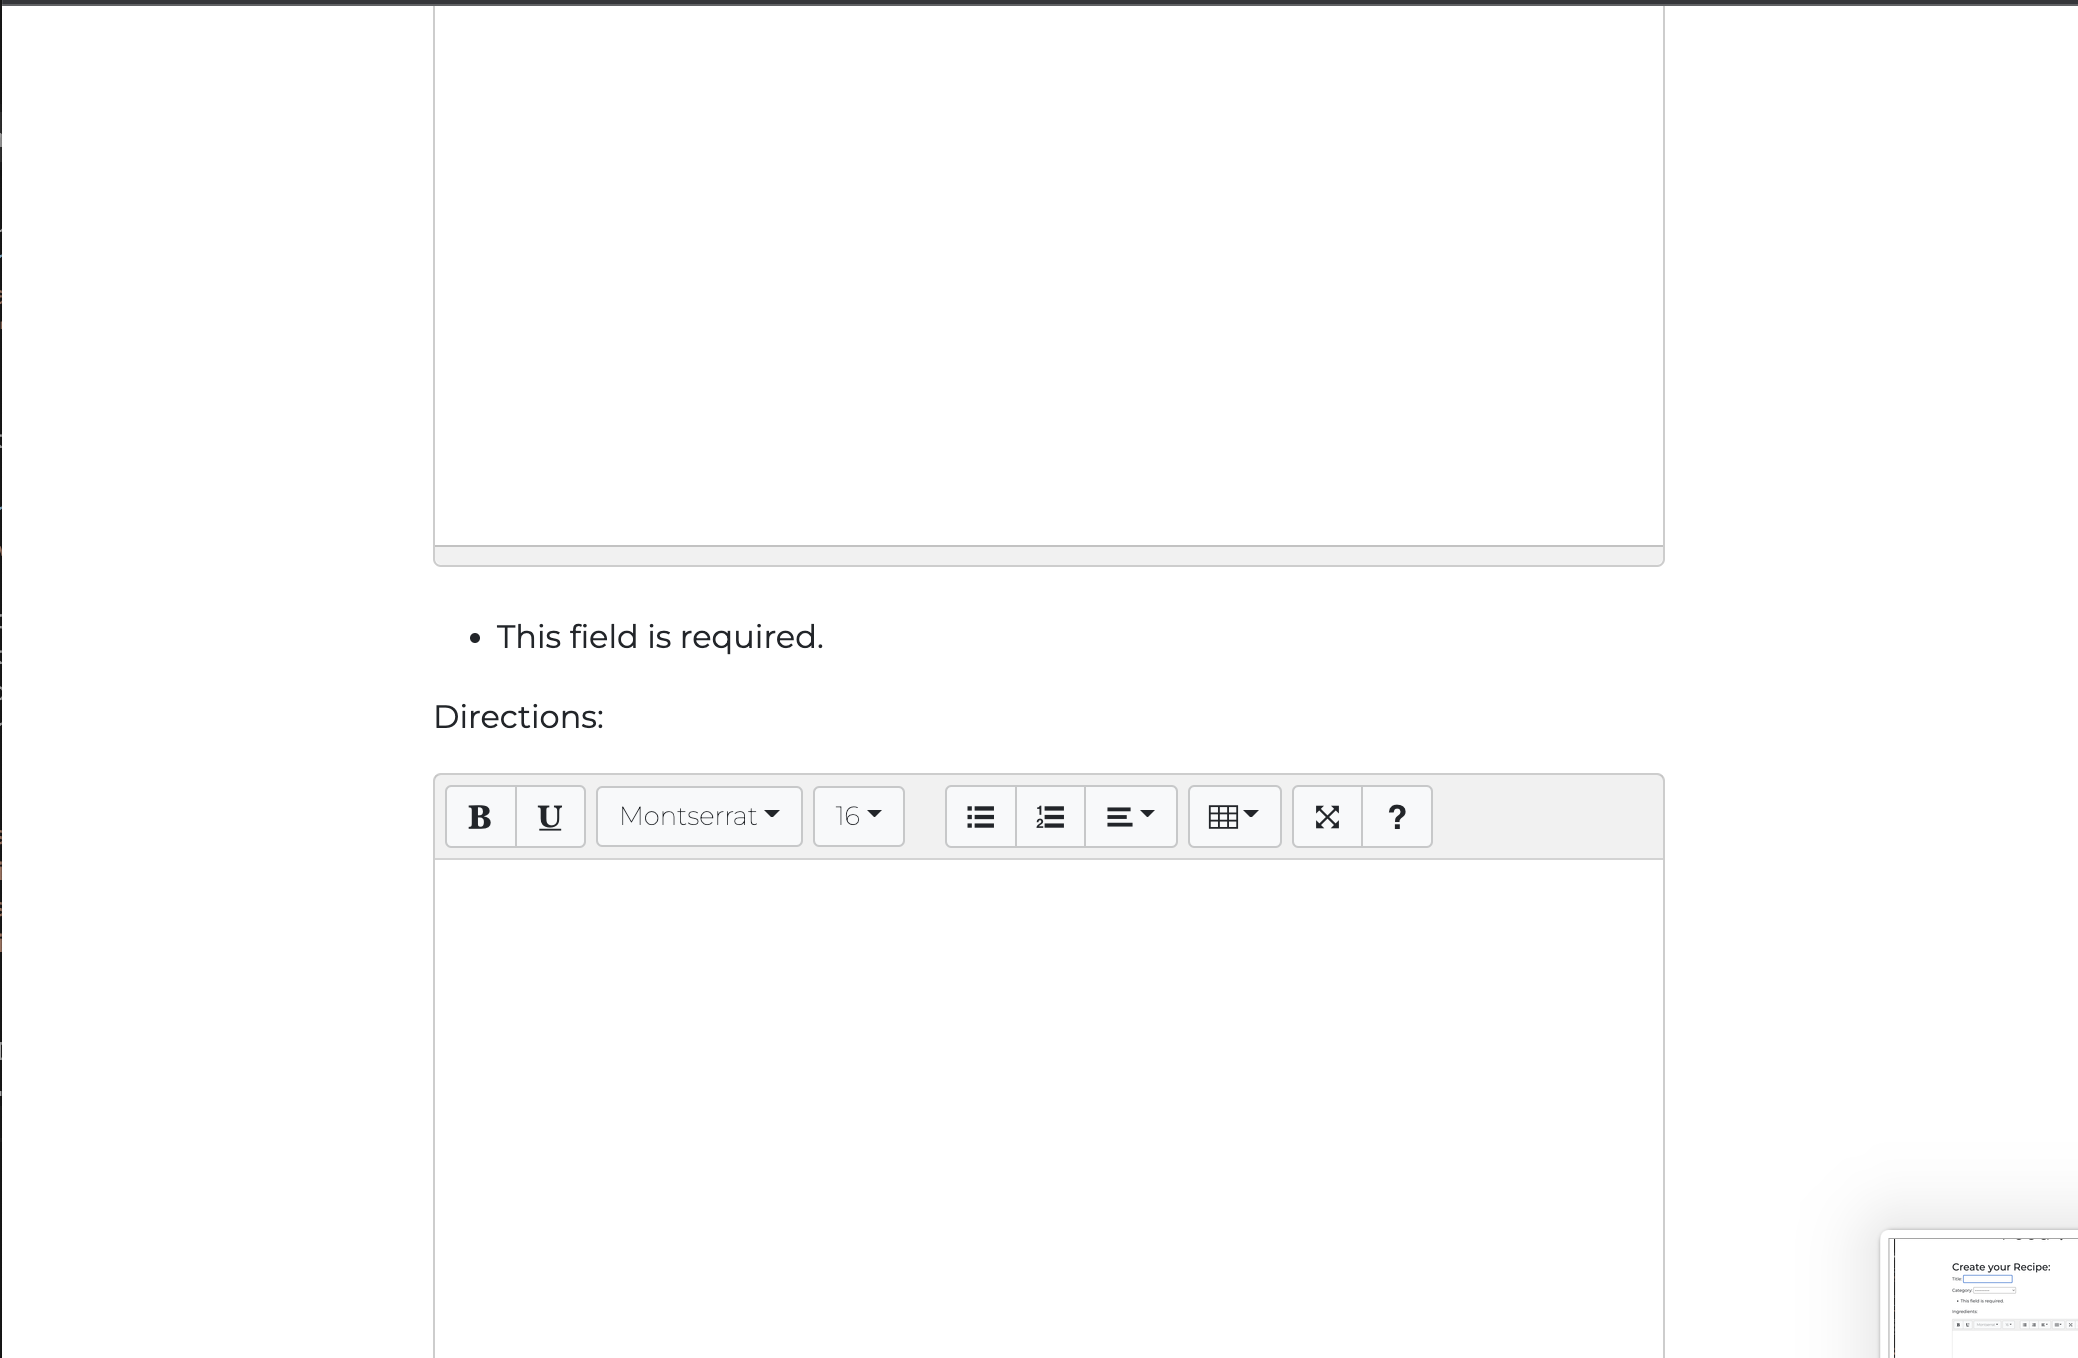 • This field is required.
Directions:
B U Montserrat 16 ?
Create your Recipe:
Title:
Category:
• This field is required.
Ingredients: